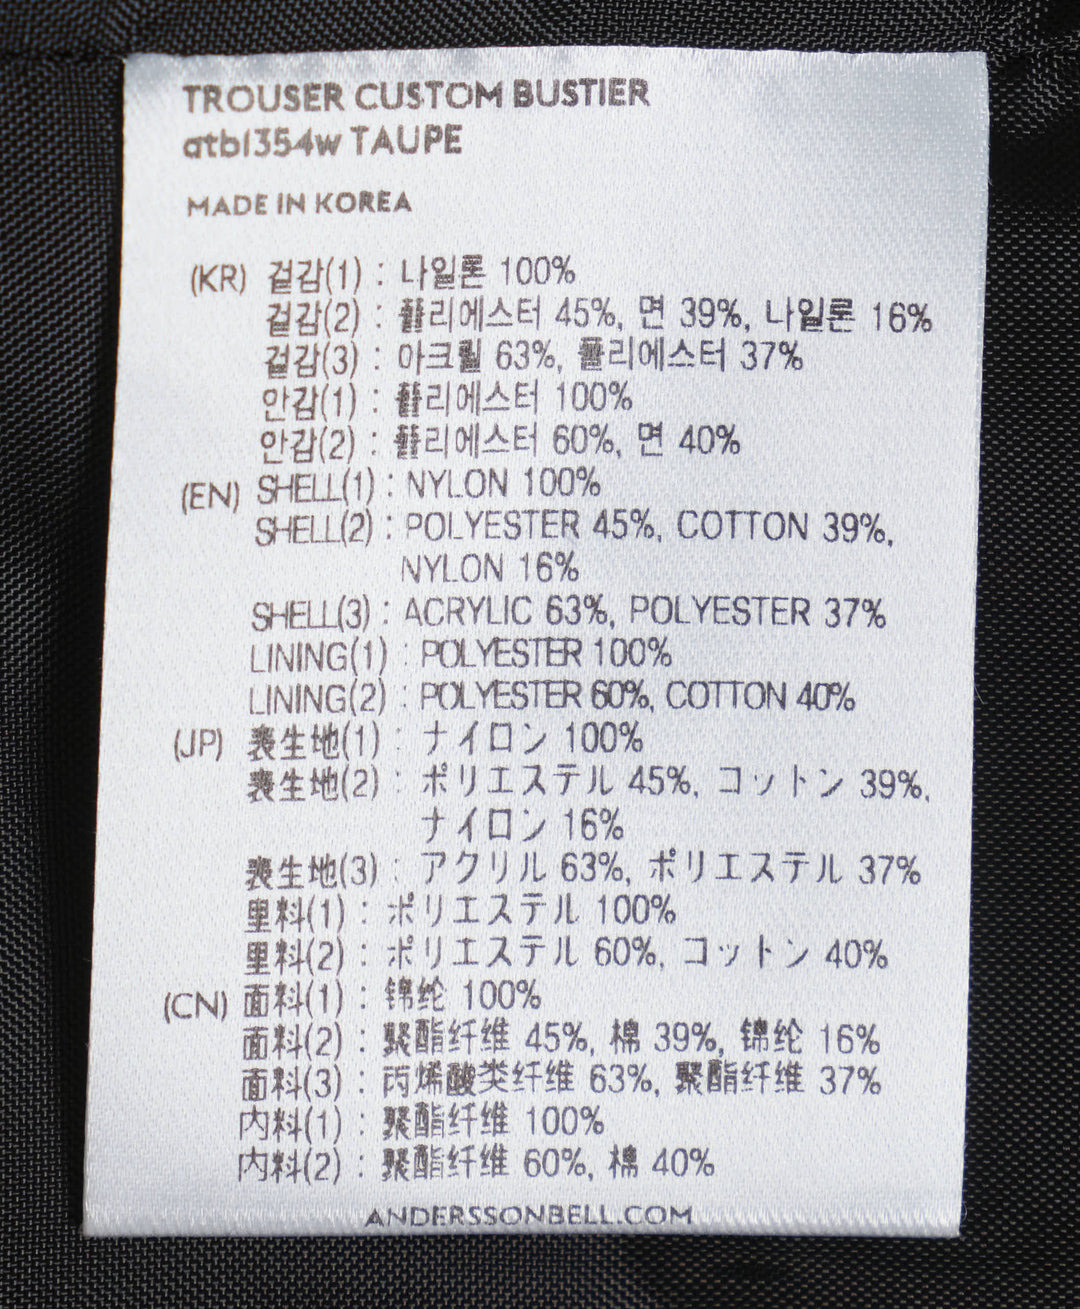 TROUSER CUSTOM BUSTIER
atb1354w TAUPE
MADE IN KOREA
(KR) 겉감(1) : 나일론 100%
겉감(2) : 폴리에스터 45%, 면 39%, 나일론 16%
겉감(3) : 아크릴 63%, 폴리에스터 37%
안감(1) : 폴리에스터 100%
안감(2) : 폴리에스터 60%, 면 40%
(EN) SHELL(1) : NYLON 100%
SHELL(2) : POLYESTER 45%, COTTON 39%,
NYLON 16%
SHELL(3) : ACRYLIC 63%, POLYESTER 37%
LINING(1) : POLYESTER 100%
LINING(2) : POLYESTER 60%, COTTON 40%
(JP) 表生地(1) : ナイロン 100%
表生地(2) : ポリエステル 45%, コットン 39%,
ナイロン 16%
表生地(3) : アクリル 63%, ポリエステル 37%
里料(1) : ポリエステル 100%
里料(2) : ポリエステル 60%, コットン 40%
(CN) 面料(1) : 锦纶 100%
面料(2) : 聚酯纤维 45%, 棉 39%, 锦纶 16%
面料(3) : 丙烯酸类纤维 63%, 聚酯纤维 37%
内料(1) : 聚酯纤维 100%
内料(2) : 聚酯纤维 60%, 棉 40%
ANDERSSONBELL.COM